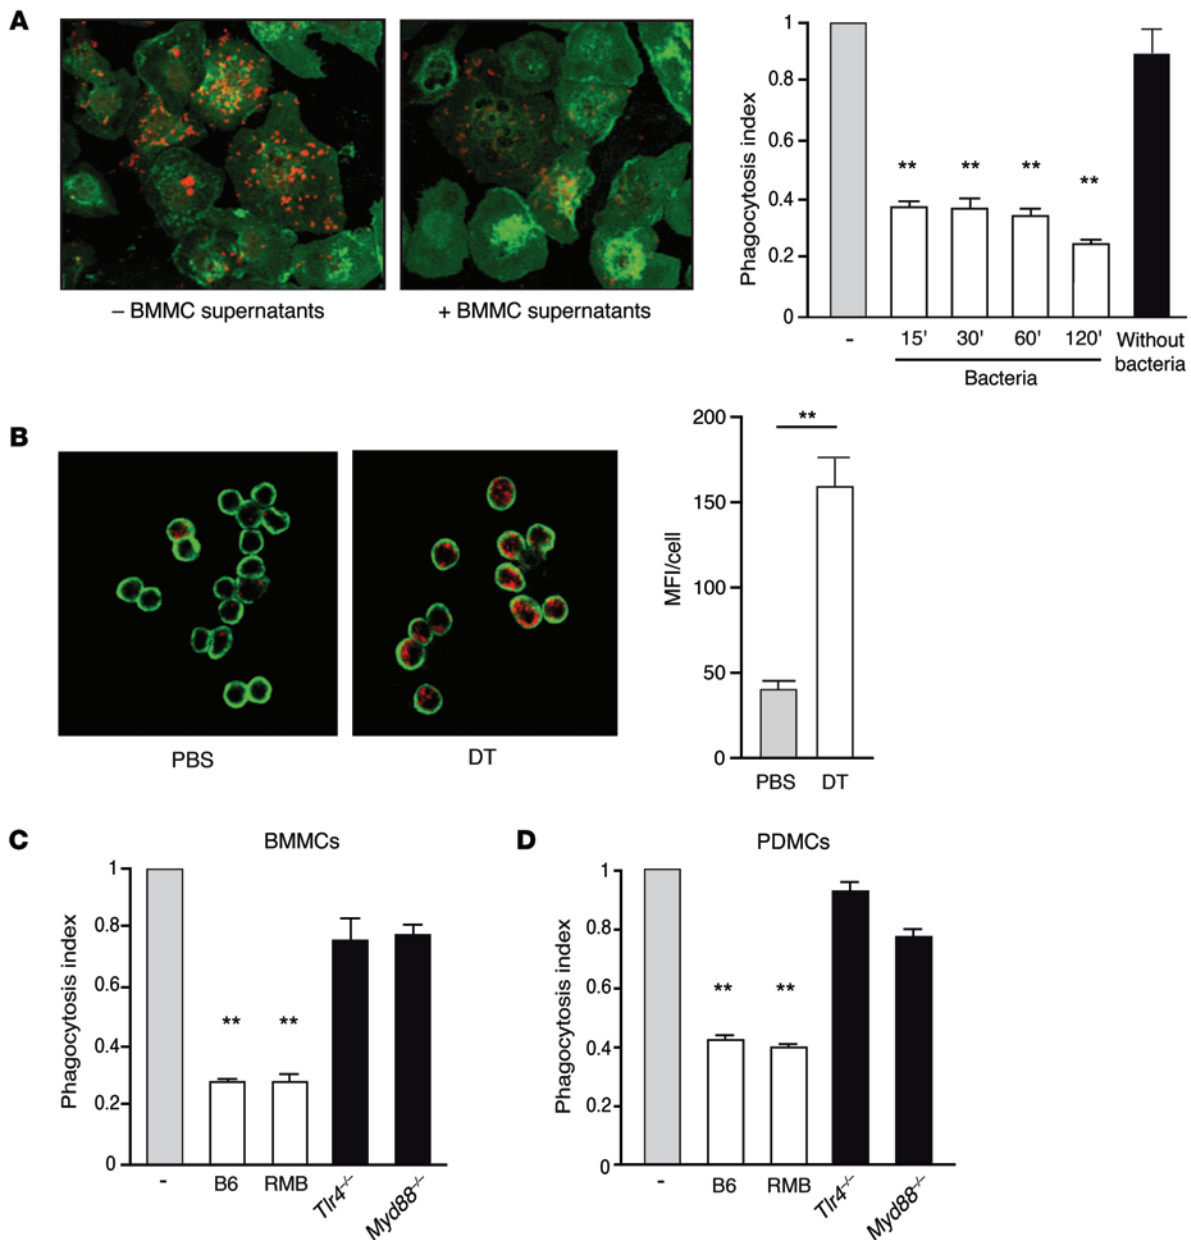 A
– BMMC supernatants
+ BMMC supernatants
Phagocytosis index
1
0.8
0.6
0.4
0.2
0
**
**
**
**
-
15'
30'
60'
120'
Without
bacteria
Bacteria
B
PBS
DT
MFI/cell
200
150
100
50
0
**
PBS
DT
C
BMMCs
Phagocytosis index
1
0.8
0.6
0.4
0.2
0
**
**
-
B6
RMB
Tlr4–/–
Myd88–/–
D
PDMCs
Phagocytosis index
1
0.8
0.6
0.4
0.2
0
**
**
-
B6
RMB
Tlr4–/–
Myd88–/–